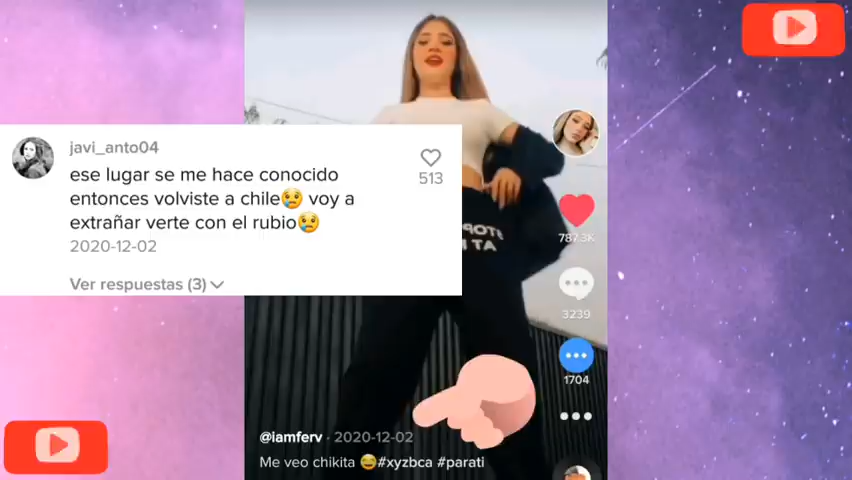 javi_anto04
ese lugar se me hace conocido
entonces volviste a chile😢 voy a
extrañar verte con el rubio😢
2020-12-02
513
Ver respuestas (3)
787.3K
3239
1704
@iamferv · 2020-12-02
Me veo chikita 😂#xyzbca #parati